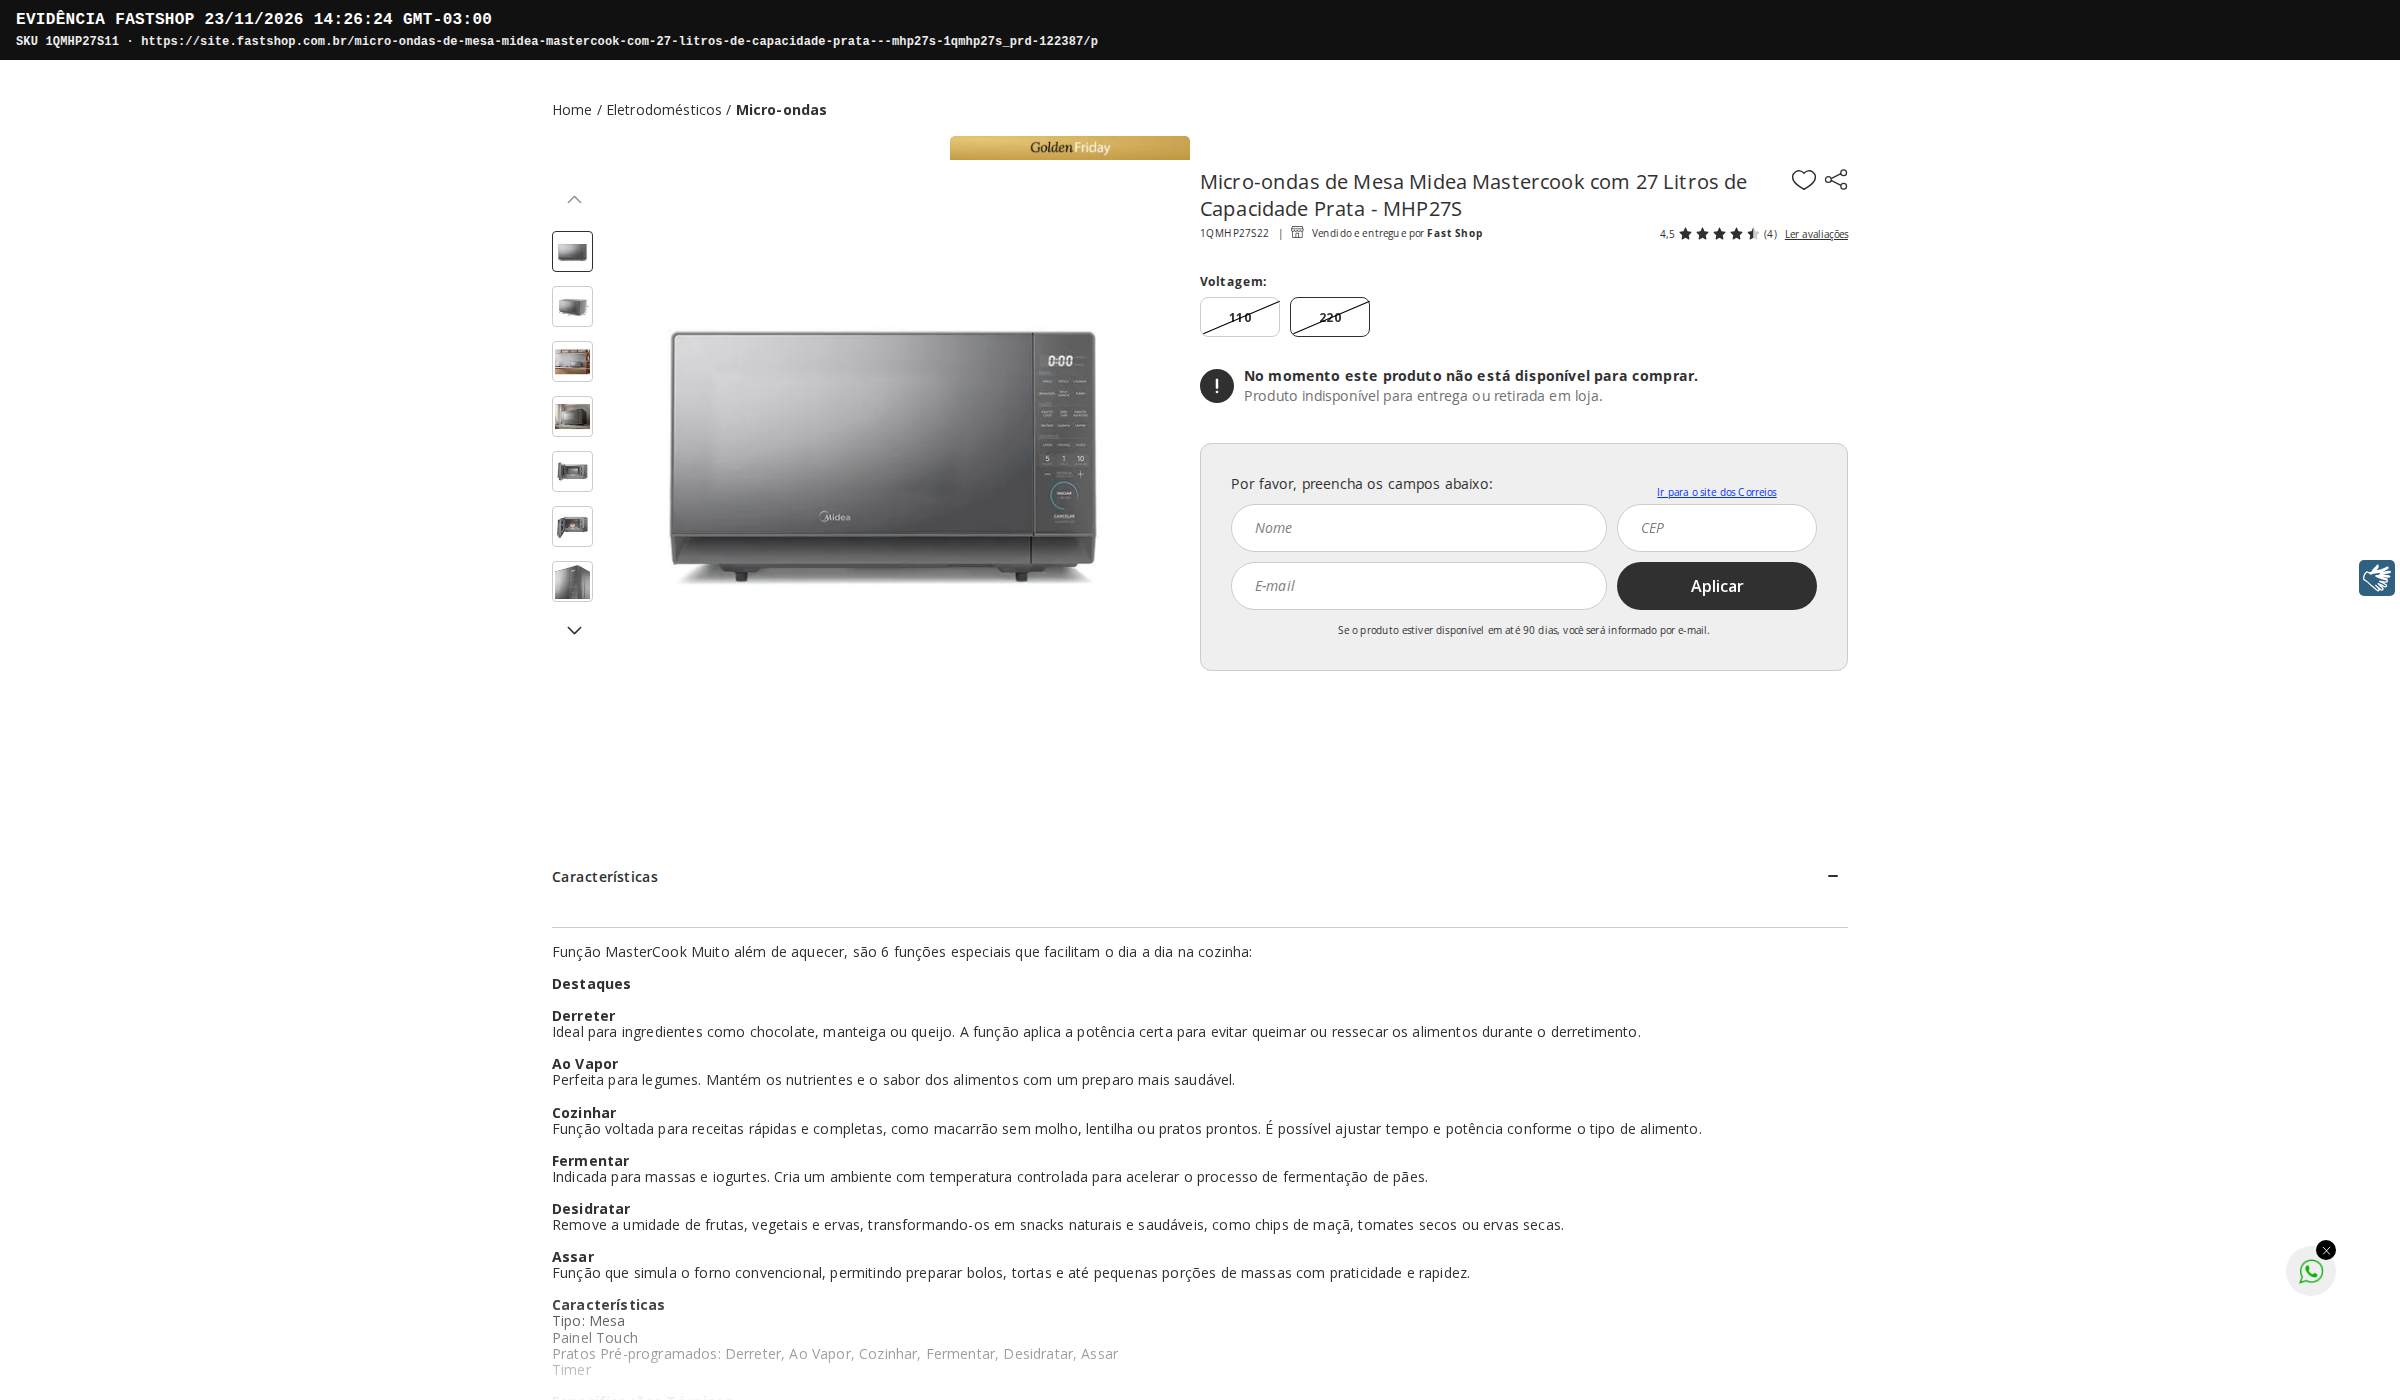 EVIDÊNCIA FASTSHOP 23/11/2026 14:26:24 GMT-03:00
SKU 1QMHP27S11 · https://site.fastshop.com.br/micro-ondas-de-mesa-midea-mastercook-com-27-litros-de-capacidade-prata---mhp27s-1qmhp27s_prd-122387/p
Home / Eletrodomésticos / Micro-ondas
Golden Friday
Micro-ondas de Mesa Midea Mastercook com 27 Litros de
Capacidade Prata - MHP27S
1QMHP27S22 | Vendido e entregue por Fast Shop
4,5 (4) Ler avaliações
Voltagem:
110 220
No momento este produto não está disponível para comprar.
Produto indisponível para entrega ou retirada em loja.
0:00
5 1 10
Midea
Por favor, preencha os campos abaixo:
Ir para o site dos Correios
Nome CEP
E-mail Aplicar
Se o produto estiver disponível em até 90 dias, você será informado por e-mail.
Características
Função MasterCook Muito além de aquecer, são 6 funções especiais que facilitam o dia a dia na cozinha:
Destaques
Derreter
Ideal para ingredientes como chocolate, manteiga ou queijo. A função aplica a potência certa para evitar queimar ou ressecar os alimentos durante o derretimento.
Ao Vapor
Perfeita para legumes. Mantém os nutrientes e o sabor dos alimentos com um preparo mais saudável.
Cozinhar
Função voltada para receitas rápidas e completas, como macarrão sem molho, lentilha ou pratos prontos. É possível ajustar tempo e potência conforme o tipo de alimento.
Fermentar
Indicada para massas e iogurtes. Cria um ambiente com temperatura controlada para acelerar o processo de fermentação de pães.
Desidratar
Remove a umidade de frutas, vegetais e ervas, transformando-os em snacks naturais e saudáveis, como chips de maçã, tomates secos ou ervas secas.
Assar
Função que simula o forno convencional, permitindo preparar bolos, tortas e até pequenas porções de massas com praticidade e rapidez.
Características
Tipo: Mesa
Painel Touch
Pratos Pré-programados: Derreter, Ao Vapor, Cozinhar, Fermentar, Desidratar, Assar
Timer